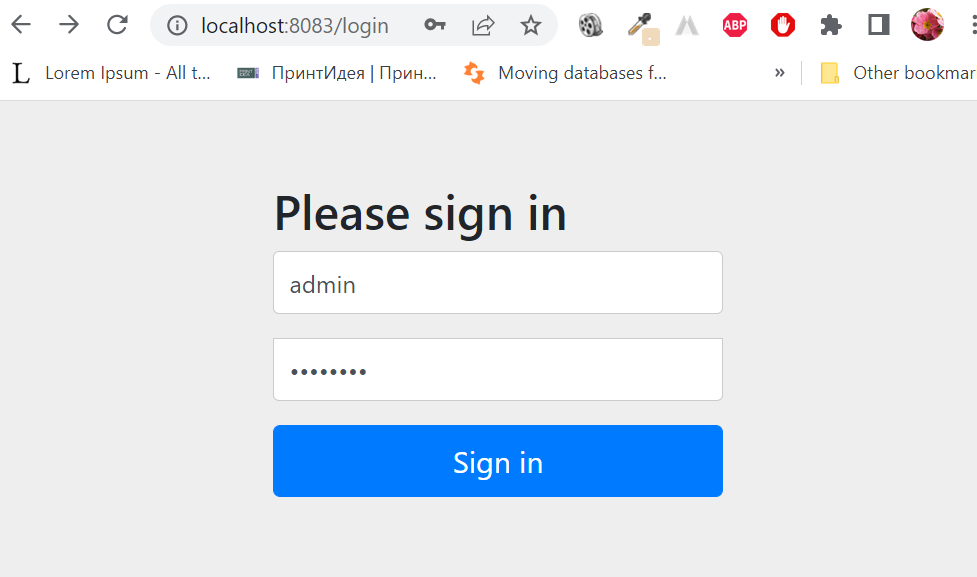 localhost:8083/login
ABP
L Lorem Ipsum - All t... ПринтИдея | Прин... Moving databases f... » Other bookmar
Please sign in
admin
••••••••
Sign in